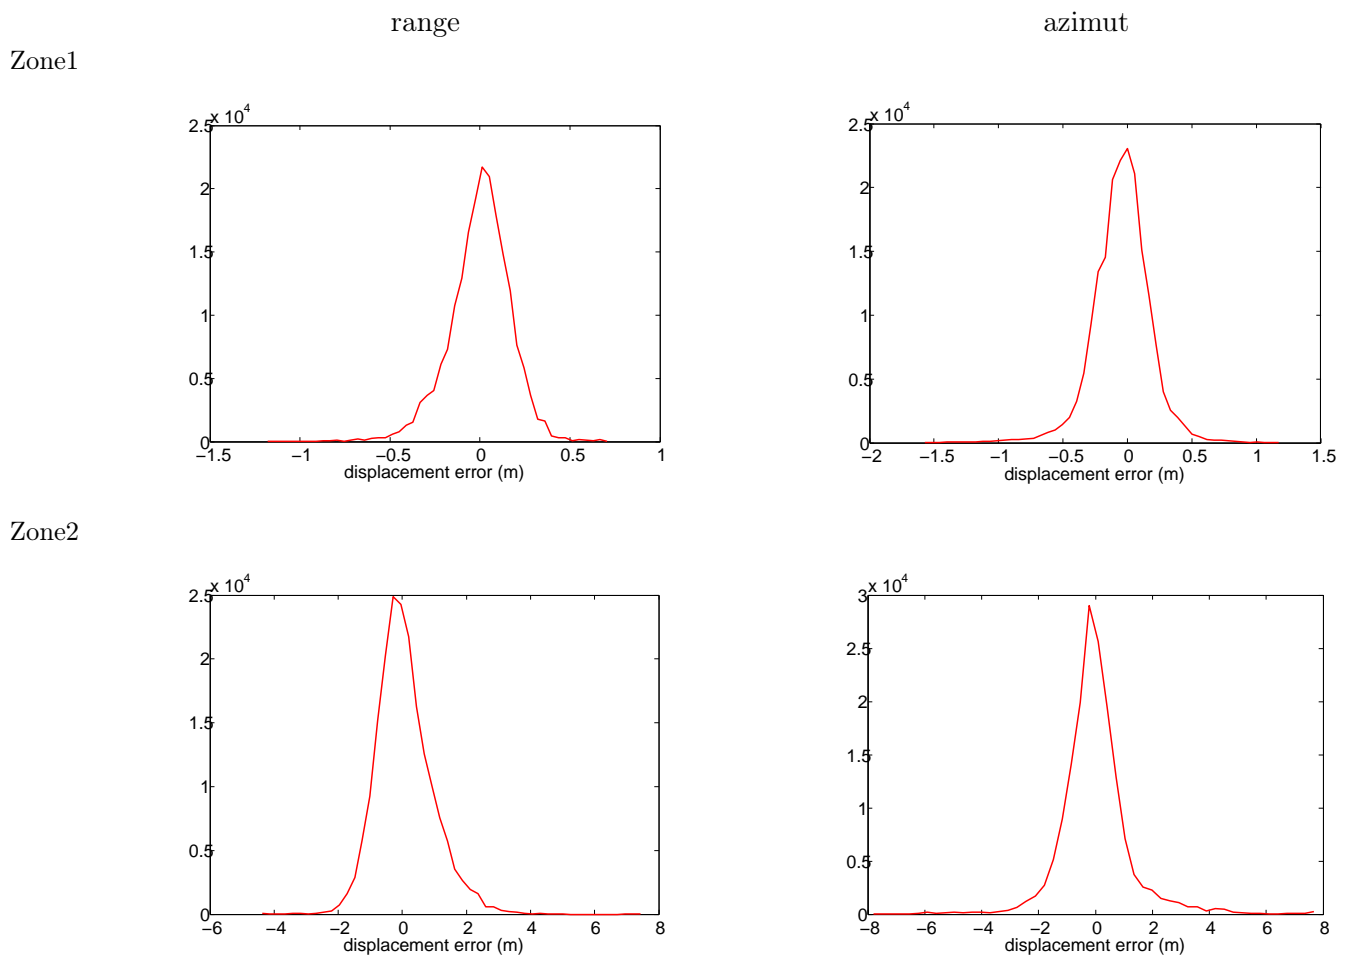 range azimut
Zone1
x 10^4 x 10^4
2.5 2.5
2 2
1.5 1.5
1 1
0.5 0.5
0 0
−1.5 −1 −0.5 0 0.5 1 −2 −1.5 −1 −0.5 0 0.5 1 1.5
displacement error (m) displacement error (m)
Zone2
x 10^4 x 10^4
2.5 3
2 2.5
1.5 2
1 1.5
0.5 1
0 0.5
0
−6 −4 −2 0 2 4 6 8 −8 −6 −4 −2 0 2 4 6 8
displacement error (m) displacement error (m)